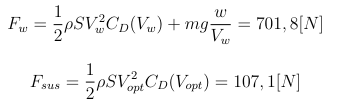 F_w = \frac{1}{2} \rho S V_w^2 C_D(V_w) + mg \frac{w}{V_w} = 701,8[N]
F_{sus} = \frac{1}{2} \rho S V_{opt}^2 C_D(V_{opt}) = 107,1[N]